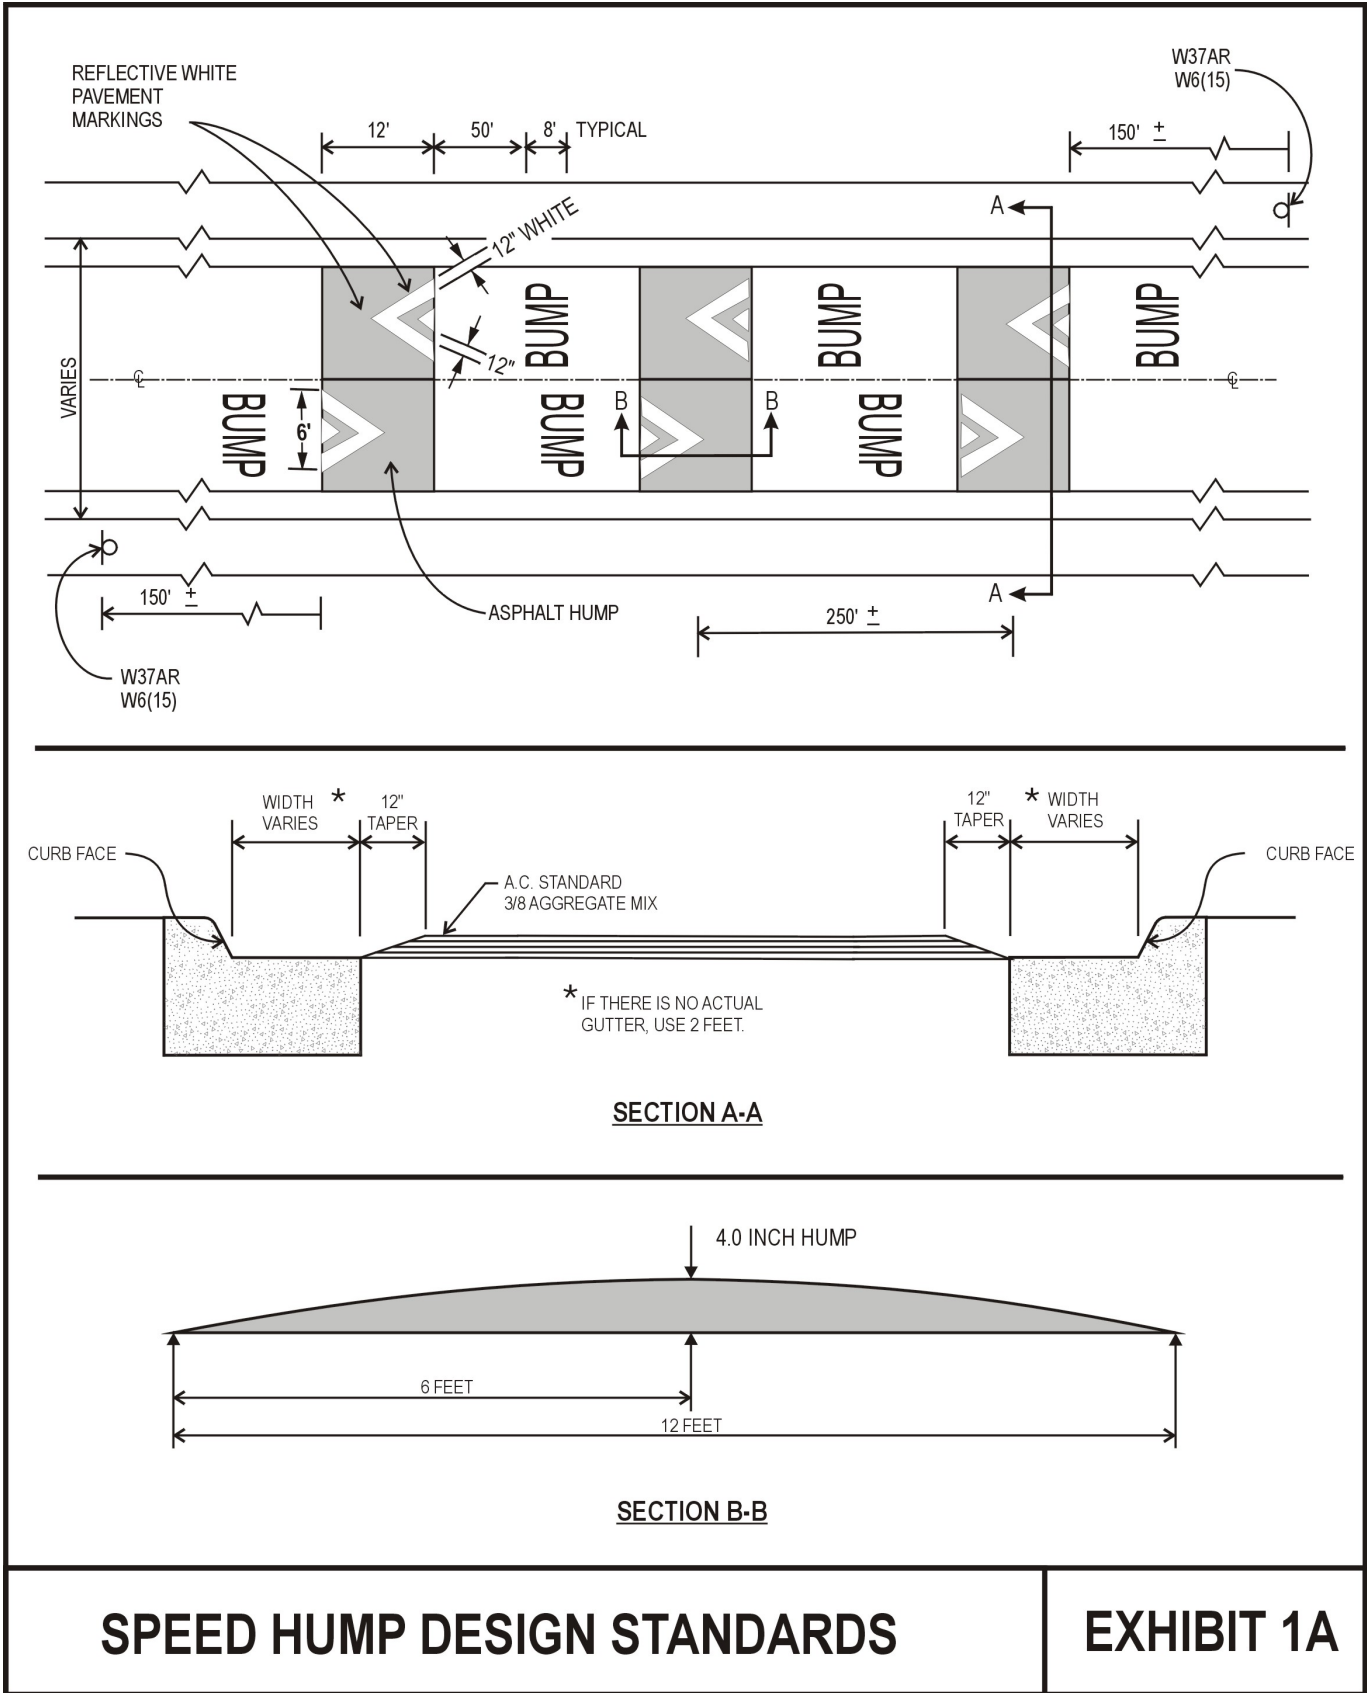 REFLECTIVE WHITE
PAVEMENT
MARKINGS
12'
50'
8'
TYPICAL
W37AR
W6(15)
150' ±
A
12" WHITE
12"
BUMP
BUMP
BUMP
VARIES
℄
℄
BUMP
6'
BUMP
B
B
BUMP
150' ±
ASPHALT HUMP
A
250' ±
W37AR
W6(15)
WIDTH *
VARIES
12"
TAPER
12"
TAPER
* WIDTH
VARIES
CURB FACE
CURB FACE
A.C. STANDARD
3/8 AGGREGATE MIX
* IF THERE IS NO ACTUAL
GUTTER, USE 2 FEET.
SECTION A-A
4.0 INCH HUMP
6 FEET
12 FEET
SECTION B-B
SPEED HUMP DESIGN STANDARDS
EXHIBIT 1A